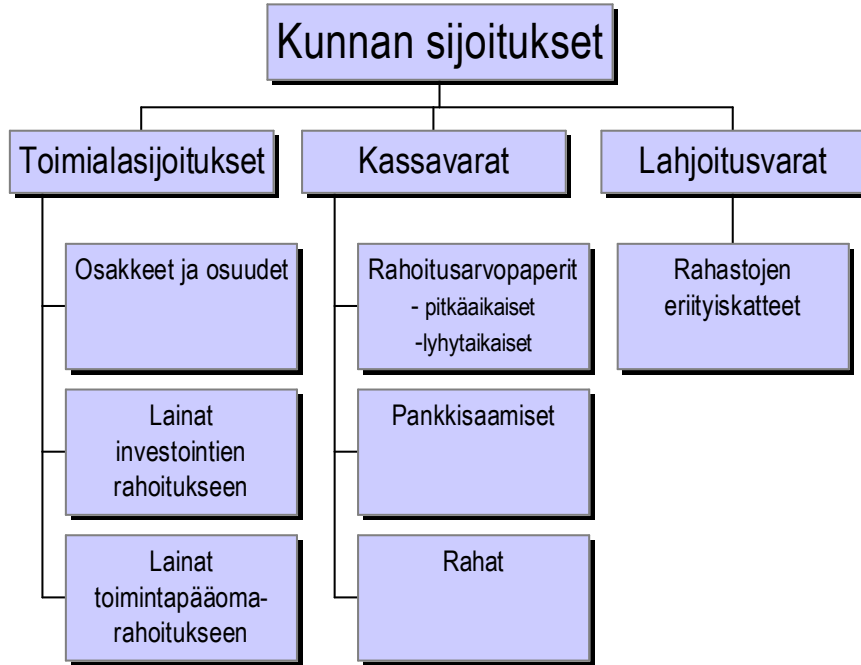 Kunnan sijoitukset
Toimialasijoitukset
Kassavarat
Lahjoitusvarat
Osakkeet ja osuudet
Lainat
investointien
rahoitukseen
Lainat
toimintapääoma-
rahoitukseen
Rahoitusarvopaperit
- pitkäaikaiset
-lyhytaikaiset
Pankkisaamiset
Rahat
Rahastojen
eriityiskatteet